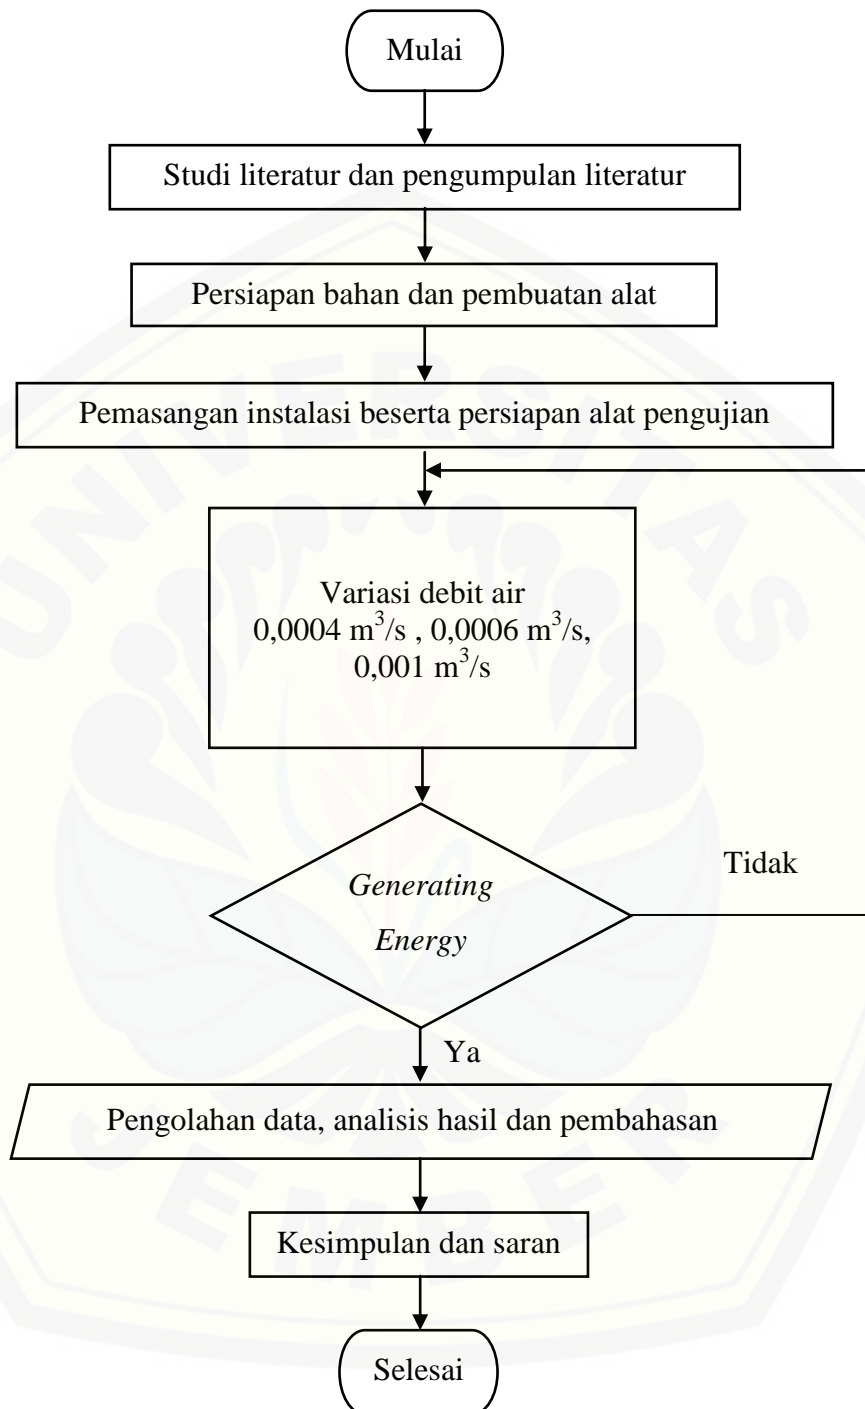 Mulai
Studi literatur dan pengumpulan literatur
Persiapan bahan dan pembuatan alat
Pemasangan instalasi beserta persiapan alat pengujian
Variasi debit air
0,0004 m³/s , 0,0006 m³/s,
0,001 m³/s
Generating
Energy
Tidak
Ya
Pengolahan data, analisis hasil dan pembahasan
Kesimpulan dan saran
Selesai
UNIVERSITAS
JEMBER